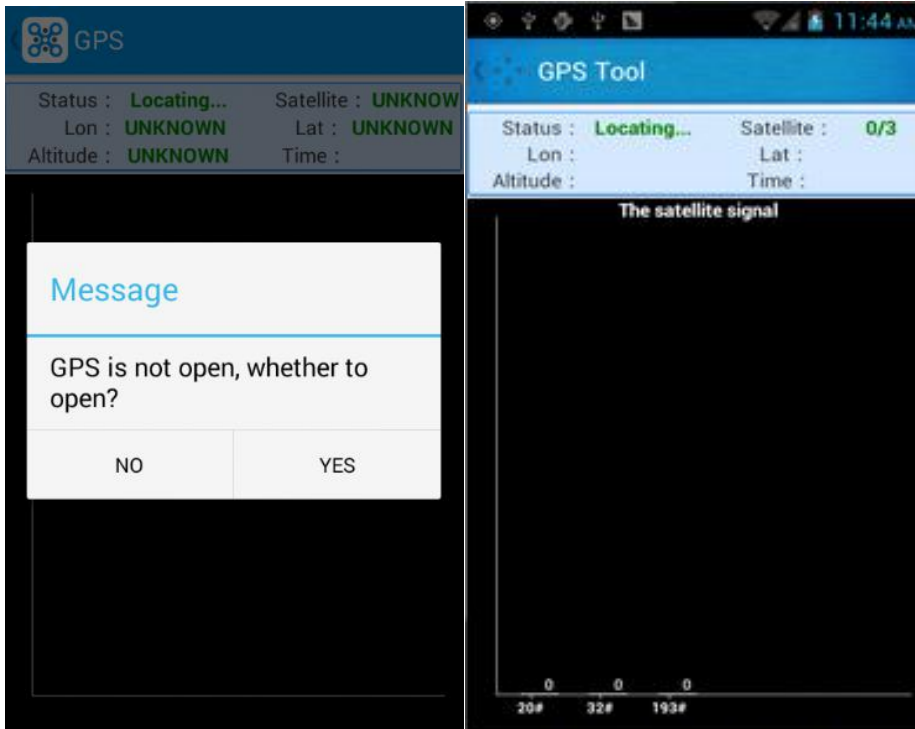 GPS
Status : Locating... Satellite : UNKNOW
Lon : UNKNOWN Lat : UNKNOWN
Altitude : UNKNOWN Time :
Message
GPS is not open, whether to
open?
NO YES
11:44 AM
GPS Tool
Status : Locating... Satellite : 0/3
Lon : Lat :
Altitude : Time :
The satellite signal
0 0 0
20# 32# 193#